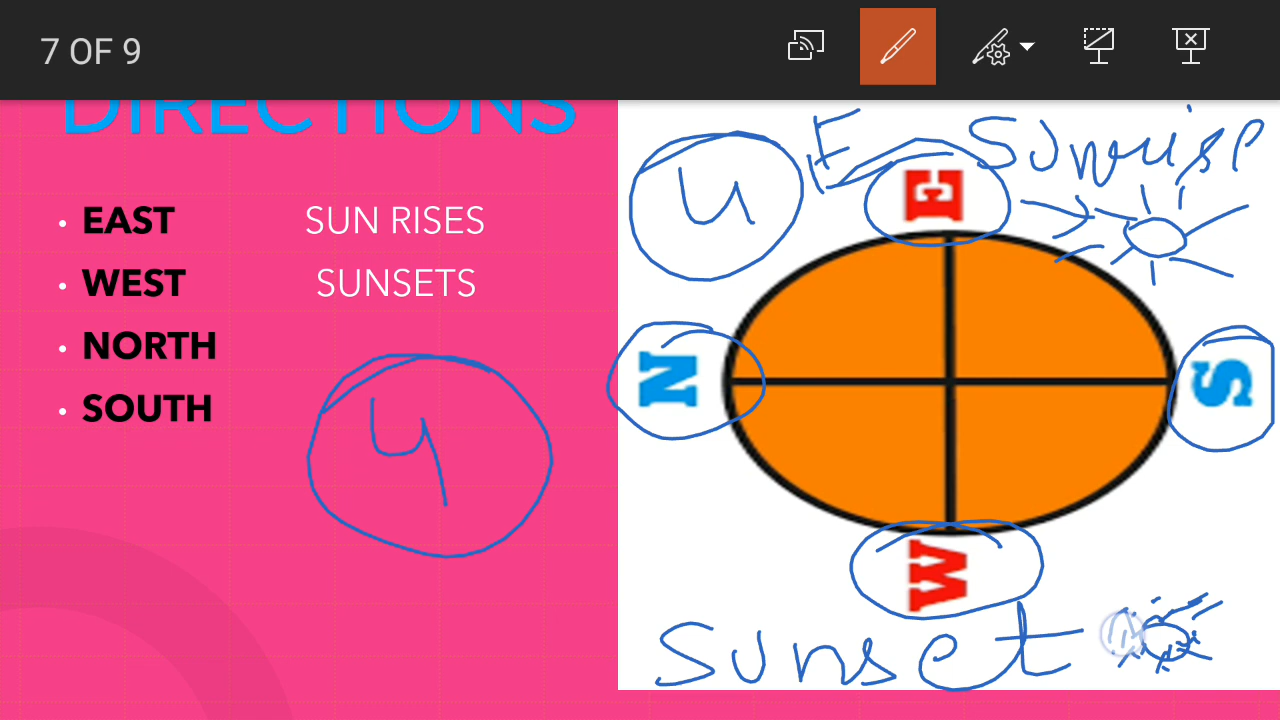 7 OF 9
DIRECTIONS
• EAST SUN RISES
• WEST SUNSETS
• NORTH
• SOUTH
4
4 E Sunrise
E
N
S
W
Sunset